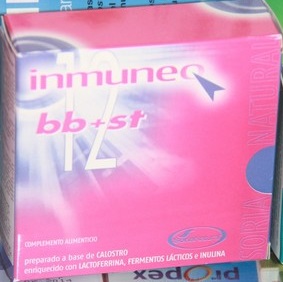 inmuneo
12
bb+st
COMPLEMENTO ALIMENTICIO
preparado a base de CALOSTRO
enriquecido con LACTOFERRINA, FERMENTOS LÁCTICOS e INULINA
SORIA NATURAL
propex